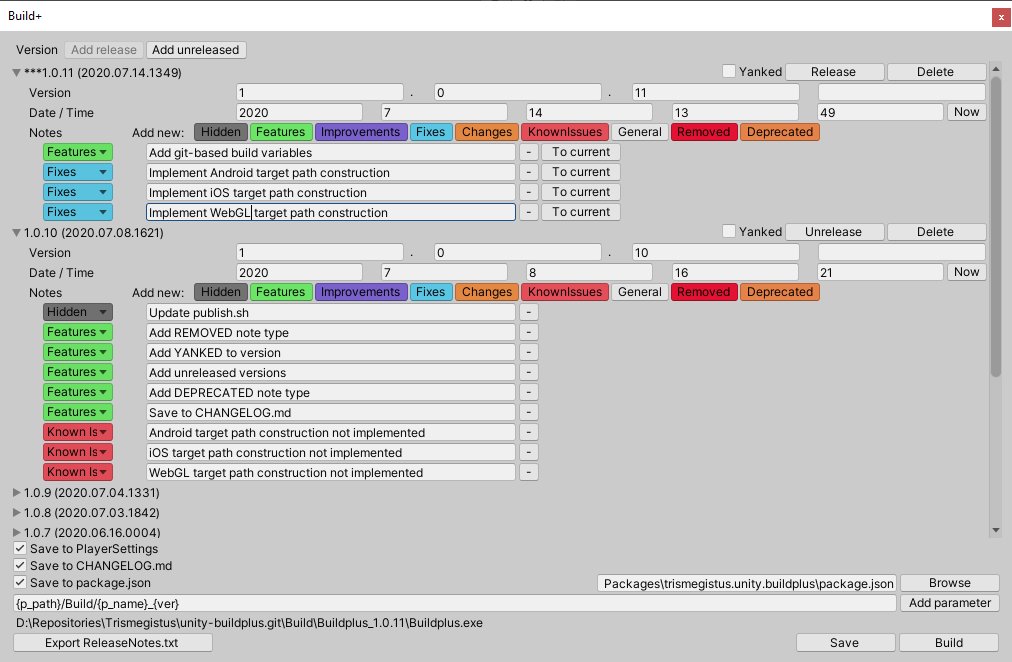 Build+
x
Version Add release Add unreleased
***1.0.11 (2020.07.14.1349) Yanked Release Delete
Version 1 . 0 . 11
Date / Time 2020 7 14 13 49 Now
Notes Add new: Hidden Features Improvements Fixes Changes KnownIssues General Removed Deprecated
Features Add git-based build variables - To current
Fixes Implement Android target path construction - To current
Fixes Implement iOS target path construction - To current
Fixes Implement WebGL target path construction - To current
1.0.10 (2020.07.08.1621) Yanked Unrelease Delete
Version 1 . 0 . 10
Date / Time 2020 7 8 16 21 Now
Notes Add new: Hidden Features Improvements Fixes Changes KnownIssues General Removed Deprecated
Hidden Update publish.sh -
Features Add REMOVED note type -
Features Add YANKED to version -
Features Add unreleased versions -
Features Add DEPRECATED note type -
Features Save to CHANGELOG.md -
Known Is Android target path construction not implemented -
Known Is iOS target path construction not implemented -
Known Is WebGL target path construction not implemented -
1.0.9 (2020.07.04.1331)
1.0.8 (2020.07.03.1842)
1.0.7 (2020.06.16.0004)
Save to PlayerSettings
Save to CHANGELOG.md
Save to package.json Packages\trismegistus.unity.buildplus\package.json Browse
{p_path}/Build/{p_name}_{ver} Add parameter
D:\Repositories\Trismegistus\unity-buildplus.git\Build\Buildplus_1.0.11\Buildplus.exe
Export ReleaseNotes.txt Save Build